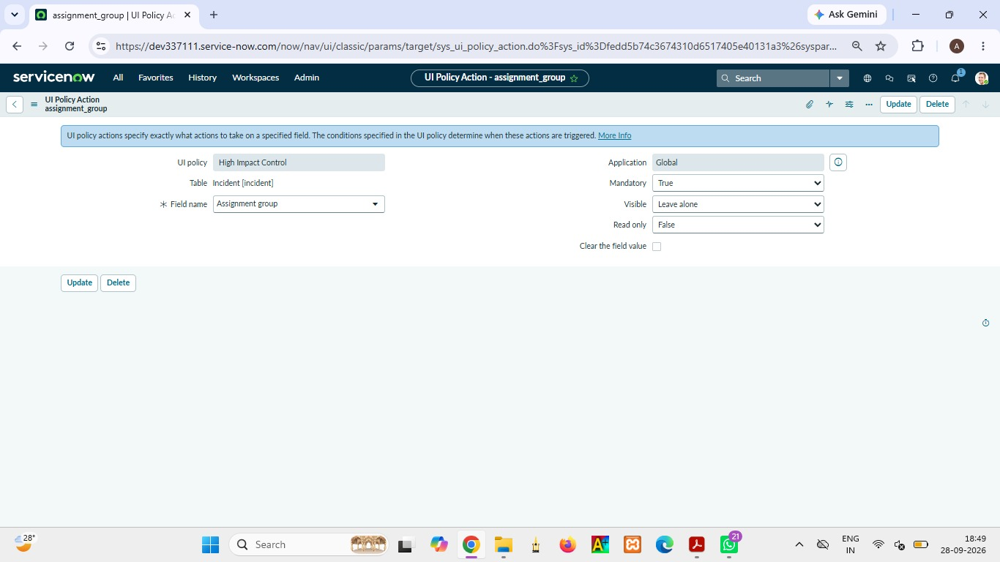 assignment_group | UI Policy Ac
Ask Gemini
https://dev337111.service-now.com/now/nav/ui/classic/params/target/sys_ui_policy_action.do%3Fsys_id%3Dfedd5b74c3674310d6517405e40131a3%26syspar...
A
servicenow All Favorites History Workspaces Admin
UI Policy Action - assignment_group
Search
1
UI Policy Action
assignment_group
Update Delete
UI policy actions specify exactly what actions to take on a specified field. The conditions specified in the UI policy determine when these actions are triggered. More Info
UI policy High Impact Control
Application Global
Table Incident [incident]
Mandatory True
* Field name Assignment group
Visible Leave alone
Read only False
Clear the field value
Update Delete
28°
Search
21
ENG
IN
18:49
28-09-2026